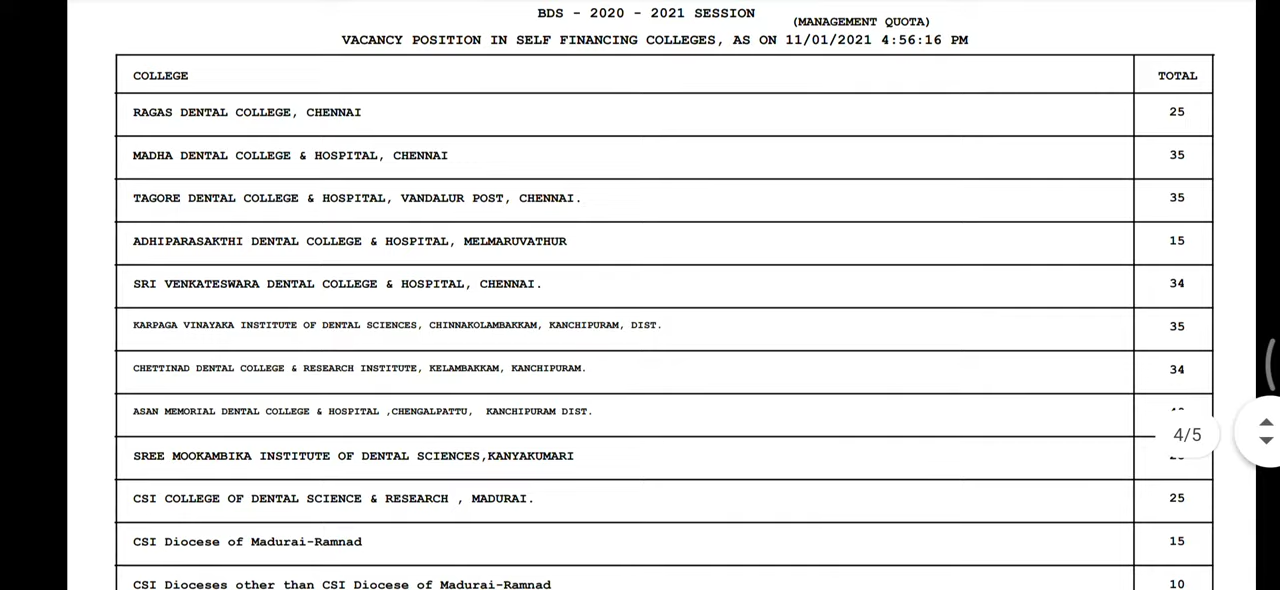 BDS - 2020 - 2021 SESSION
(MANAGEMENT QUOTA)
VACANCY POSITION IN SELF FINANCING COLLEGES, AS ON 11/01/2021 4:56:16 PM
COLLEGE TOTAL
RAGAS DENTAL COLLEGE, CHENNAI 25
MADHA DENTAL COLLEGE & HOSPITAL, CHENNAI 35
TAGORE DENTAL COLLEGE & HOSPITAL, VANDALUR POST, CHENNAI. 35
ADHIPARASAKTHI DENTAL COLLEGE & HOSPITAL, MELMARUVATHUR 15
SRI VENKATESWARA DENTAL COLLEGE & HOSPITAL, CHENNAI. 34
KARPAGA VINAYAKA INSTITUTE OF DENTAL SCIENCES, CHINNAKOLAMBAKKAM, KANCHIPURAM, DIST. 35
CHETTINAD DENTAL COLLEGE & RESEARCH INSTITUTE, KELAMBAKKAM, KANCHIPURAM. 34
ASAN MEMORIAL DENTAL COLLEGE & HOSPITAL ,CHENGALPATTU, KANCHIPURAM DIST.
4/5
SREE MOOKAMBIKA INSTITUTE OF DENTAL SCIENCES,KANYAKUMARI
CSI COLLEGE OF DENTAL SCIENCE & RESEARCH , MADURAI. 25
CSI Diocese of Madurai-Ramnad 15
CSI Dioceses other than CSI Diocese of Madurai-Ramnad 10